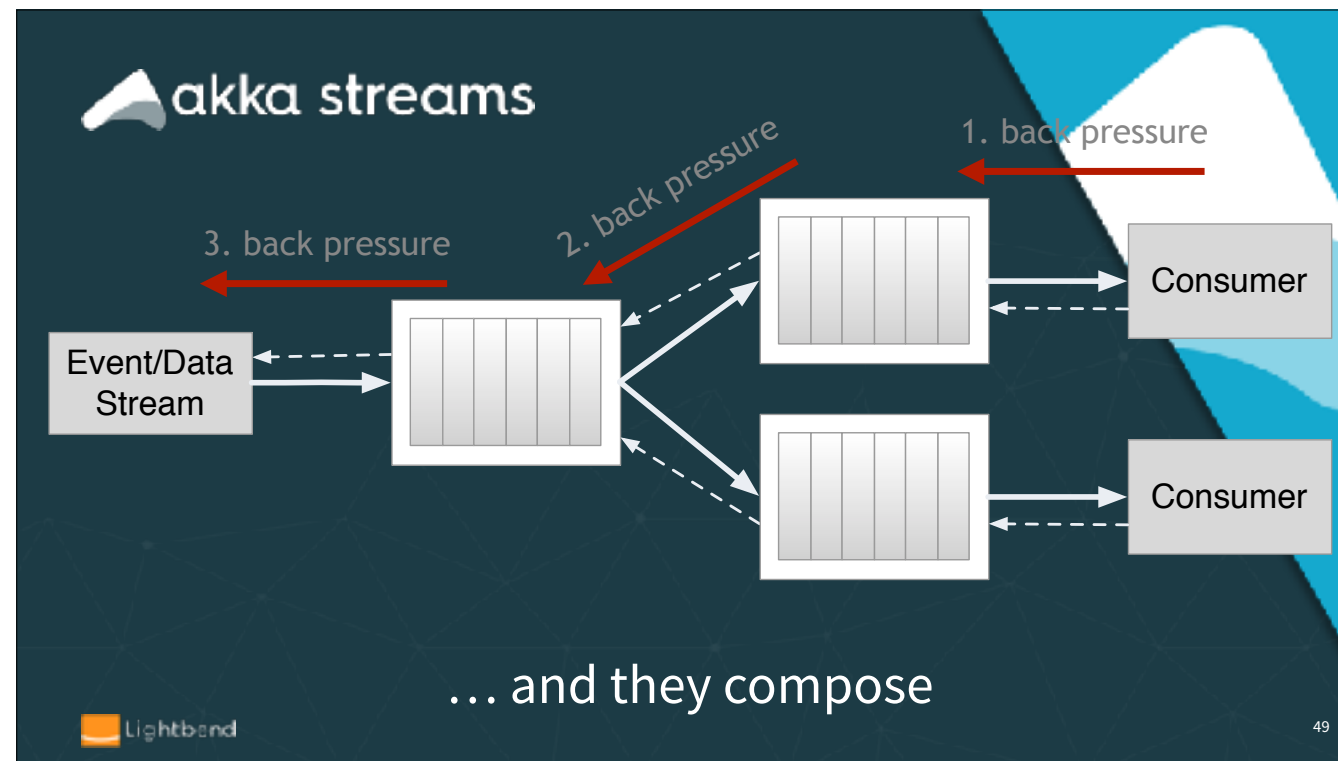 akka streams
1. back pressure
2. back pressure
3. back pressure
Consumer
Event/Data
Stream
Consumer
… and they compose
Lightbend
49